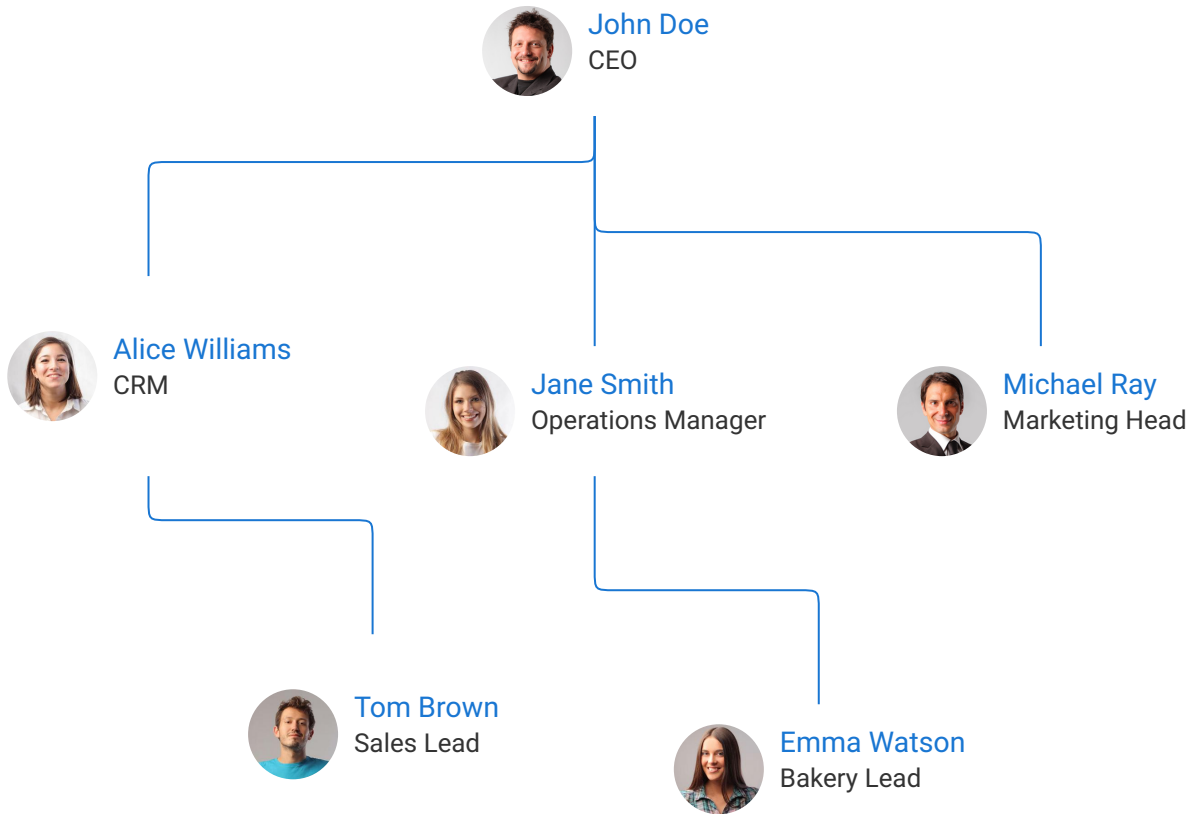 John Doe
CEO
Alice Williams
CRM
Jane Smith
Operations Manager
Michael Ray
Marketing Head
Tom Brown
Sales Lead
Emma Watson
Bakery Lead